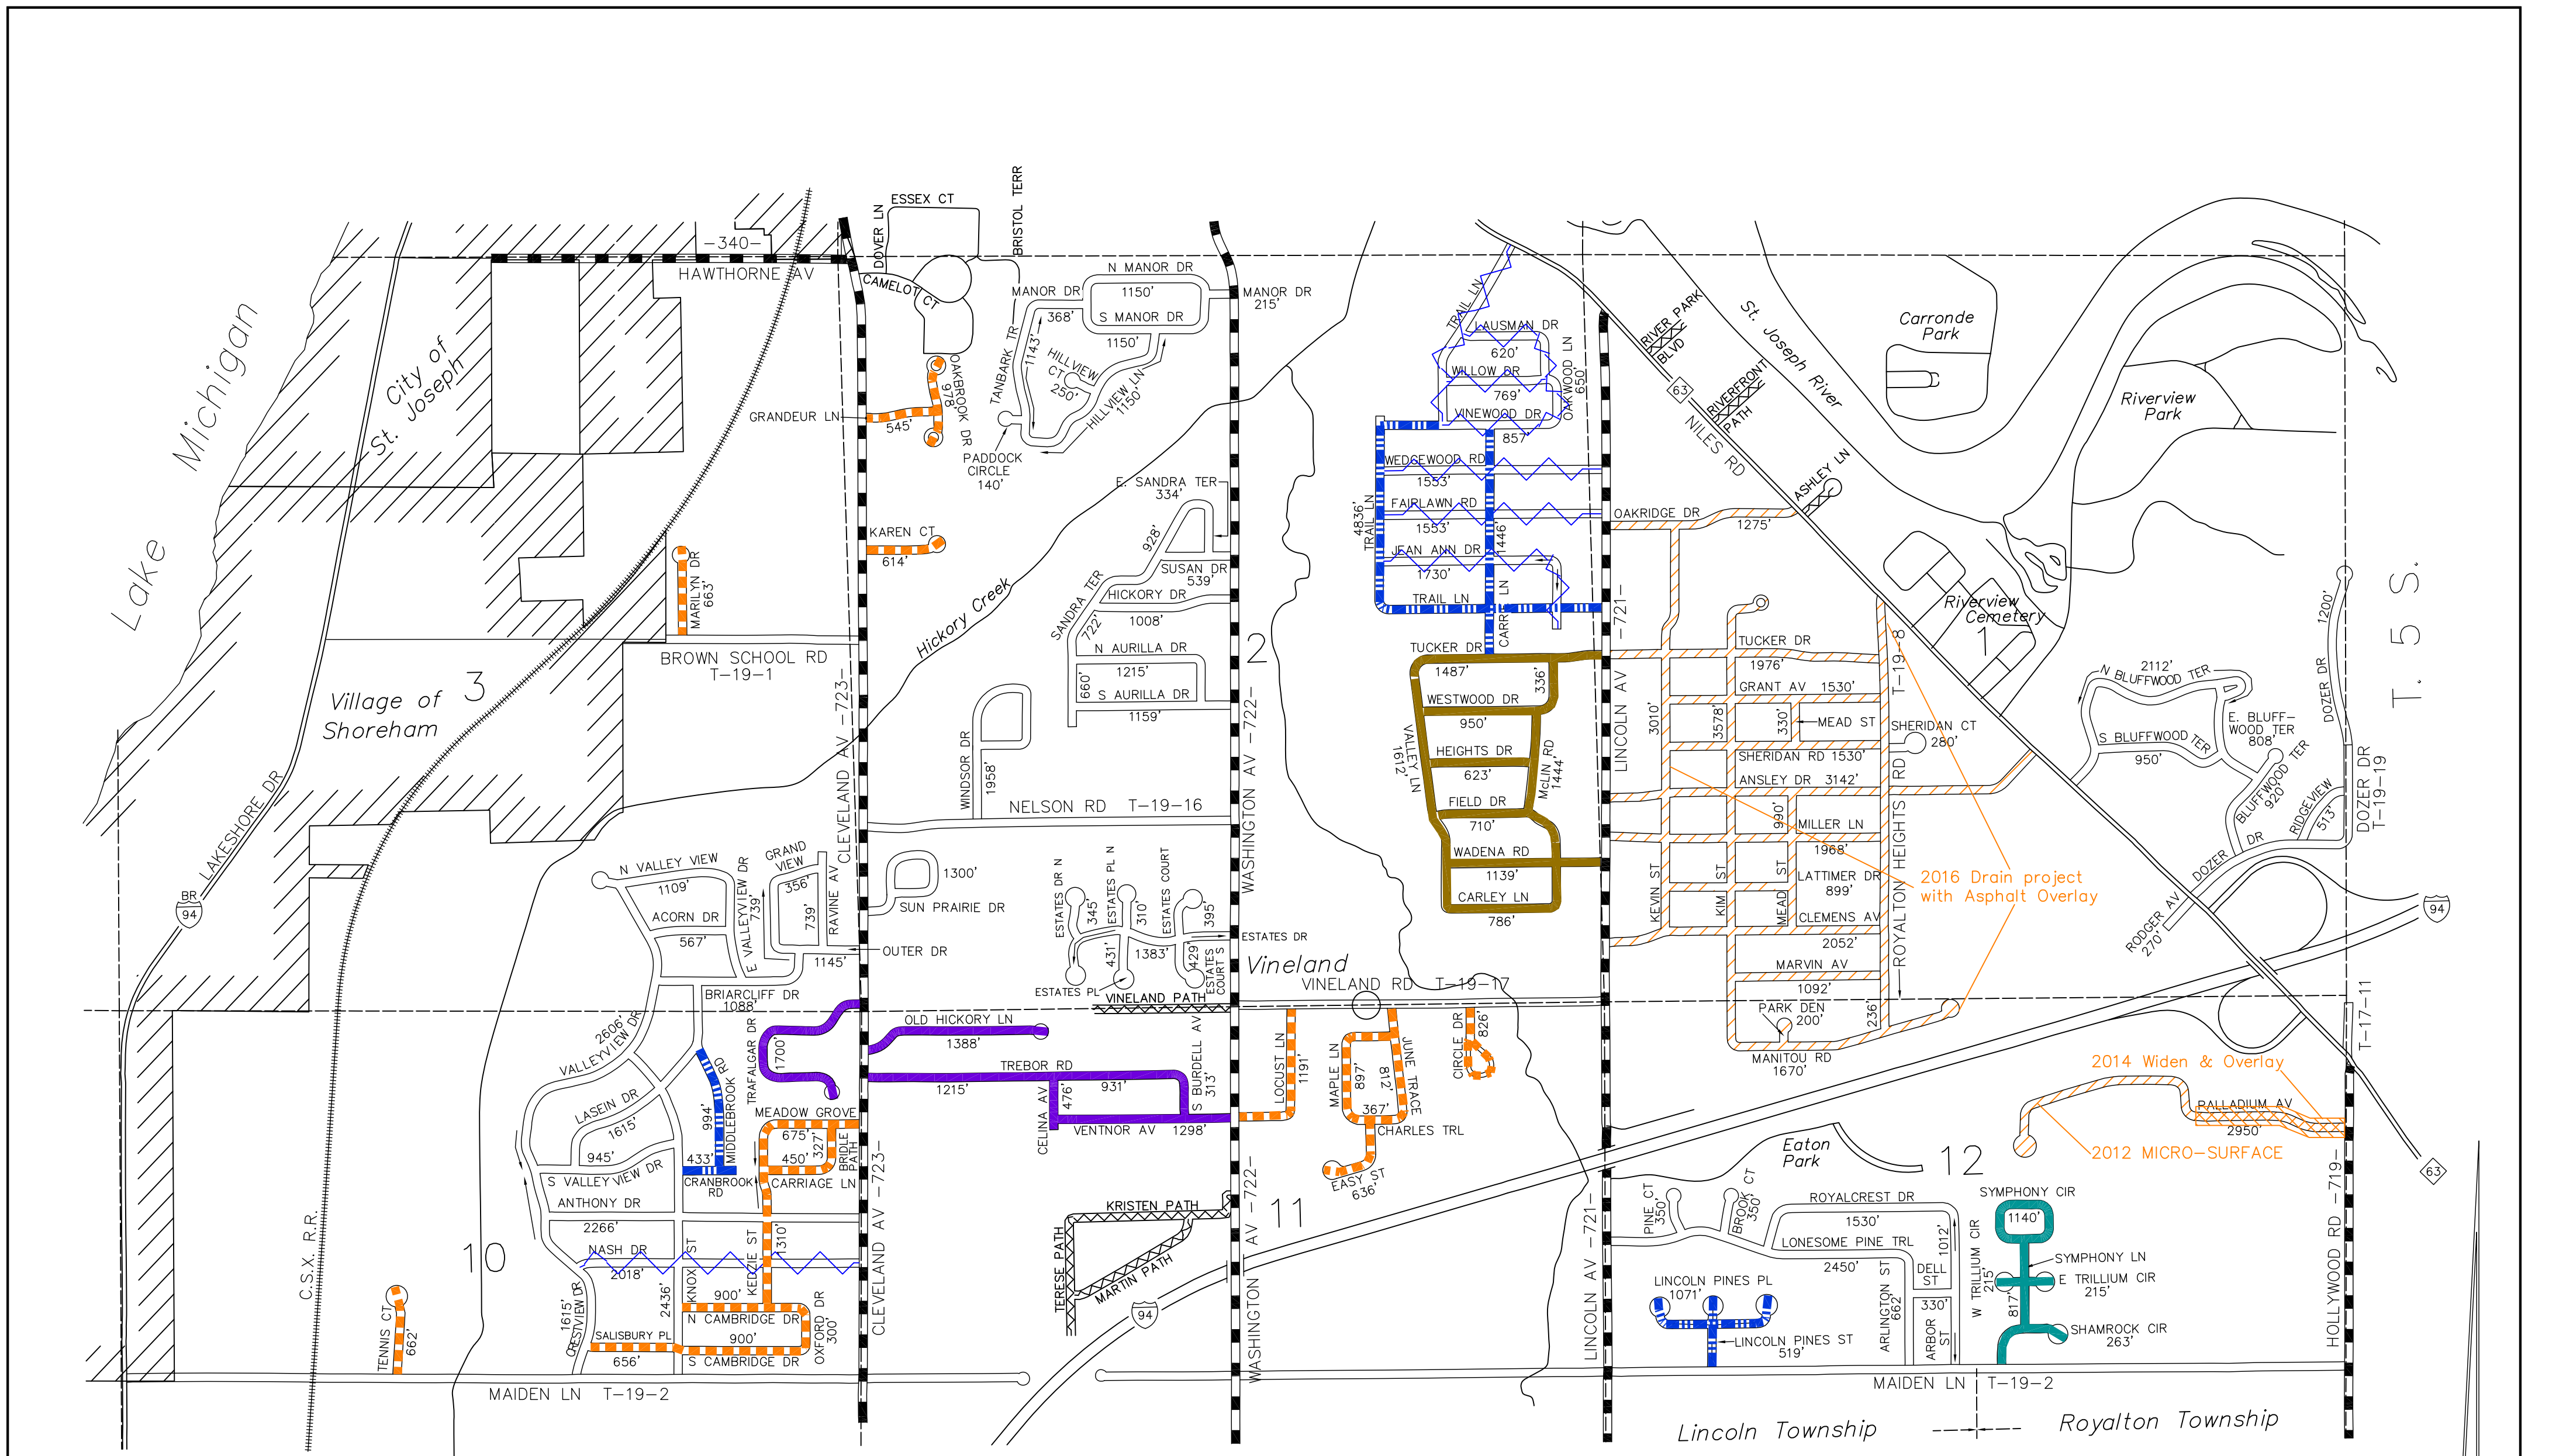 -340-
HAWTHORNE AV
DOVER LN
ESSEX CT
BRISTOL TERR
CAMELOT CT
N MANOR DR
1150'
MANOR DR
368'
S MANOR DR
1150'
MANOR DR
215'
TANBARK TR
1143'
HILLVIEW
CT
250'
HILLVIEW LN
1150'
PADDOCK
CIRCLE
140'
OAKBROOK DR
978'
GRANDEUR LN
545'
Lake
Michigan
City of
St. Joseph
TRAIL LN
LAUSMAN DR
620'
WILLOW DR
769'
VINEWOOD DR
857'
OAKWOOD LN
650'
WEDGEWOOD RD
1553'
FAIRLAWN RD
1553'
JEAN ANN DR
1730'
4836'
TRAIL LN
1446'
CARRE LN
TRAIL LN
RIVER PARK
BLVD
RIVERFRONT
PATH
63
NILES RD
ASHLEY LN
St. Joseph River
Carronde
Park
Riverview
Park
Riverview
Cemetery
1
T. 5 S.
OAKRIDGE DR
1275'
E. SANDRA TER
334'
928'
SUSAN DR
539'
HICKORY DR
1008'
SANDRA TER
722'
N AURILLA DR
1215'
660'
S AURILLA DR
1159'
2
KAREN CT
614'
MARILYN DR
663'
BROWN SCHOOL RD
T-19-1
Hickory Creek
Village of
Shoreham
3
LAKESHORE DR
BR
94
CLEVELAND AV -723-
WASHINGTON AV -722-
LINCOLN AV
-721-
TUCKER DR
1487'
336'
WESTWOOD DR
950'
HEIGHTS DR
623'
FIELD DR
710'
WADENA RD
1139'
CARLEY LN
786'
VALLEY LN
1612'
McLIN RD
1444'
TUCKER DR
1976'
GRANT AV 1530'
3010'
3578'
330'
MEAD ST
SHERIDAN CT
280'
SHERIDAN RD 1530'
ANSLEY DR 3142'
990'
MILLER LN
1968'
LATTIMER DR
899'
CLEMENS AV
2052'
MARVIN AV
1092'
KEVIN ST
KIM ST
MEAD ST
T-19-8
ROYALTON HEIGHTS RD
236'
PARK DEN
200'
MANITOU RD
1670'
2016 Drain project
with Asphalt Overlay
N BLUFFWOOD TER
2112'
E. BLUFF-
WOOD TER
808'
S BLUFFWOOD TER
950'
BLUFFWOOD TER
920'
RIDGEVIEW
513'
DOZER DR
1200'
DOZER DR
T-19-19
DOZER DR
RODGER AV
270'
94
WINDSOR DR
1958'
NELSON RD T-19-16
1300'
SUN PRAIRIE DR
OUTER DR
N VALLEY VIEW
1109'
ACORN DR
567'
E VALLEYVIEW DR
739'
GRAND
VIEW
356'
739'
RAVINE AV
1145'
BRIARCLIFF DR
1088'
ESTATES DR N
345'
ESTATES PL N
310'
ESTATES COURT
395'
ESTATES DR
431'
1383'
429'
ESTATES
COURT S
ESTATES PL
VINELAND PATH
Vineland
VINELAND RD T-19-17
T-17-11
VALLEYVIEW DR
2606'
LASEIN DR
1615'
945'
S VALLEY VIEW DR
MIDDLEBROOK
RD
994'
433'
CRANBROOK
RD
TRAFALGAR DR
1700'
OLD HICKORY LN
1388'
TREBOR RD
1215'
931'
CELINA AV
476'
VENTNOR AV
1298'
S BURDELL AV
313'
LOCUST LN
1191'
MAPLE LN
897'
812'
JUNE TRACE
367'
CHARLES TRL
EASY ST
636'
CIRCLE DR
826'
MEADOW GROVE
675'
327'
BRIDLE
PATH
450'
CARRIAGE LN
ANTHONY DR
2266'
NASH DR
2018'
KNOX ST
2436'
KEDZIE ST
1310'
900'
N CAMBRIDGE DR
900'
S CAMBRIDGE DR
OXFORD DR
300'
SALISBURY PL
656'
CRESTVIEW DR
1615'
10
C.S.X. R.R.
TENNIS CT
662'
MAIDEN LN T-19-2
CLEVELAND AV -723-
KRISTEN PATH
TERESE PATH
MARTIN PATH
94
WASHINGTON AV -722-
11
LINCOLN AV -721-
Eaton
Park
12
PINE CT
350'
BROOK CT
350'
ROYALCREST DR
1530'
LONESOME PINE TRL
2450'
1012'
DELL
ST
330'
ARLINGTON ST
662'
ARBOR
ST
LINCOLN PINES PL
1071'
LINCOLN PINES ST
519'
SYMPHONY CIR
1140'
SYMPHONY LN
E TRILLIUM CIR
215'
W TRILLIUM CIR
215'
817'
SHAMROCK CIR
263'
2014 Widen & Overlay
PALLADIUM AV
2950'
2012 MICRO-SURFACE
63
HOLLYWOOD RD -719-
MAIDEN LN T-19-2
Lincoln Township
Royalton Township